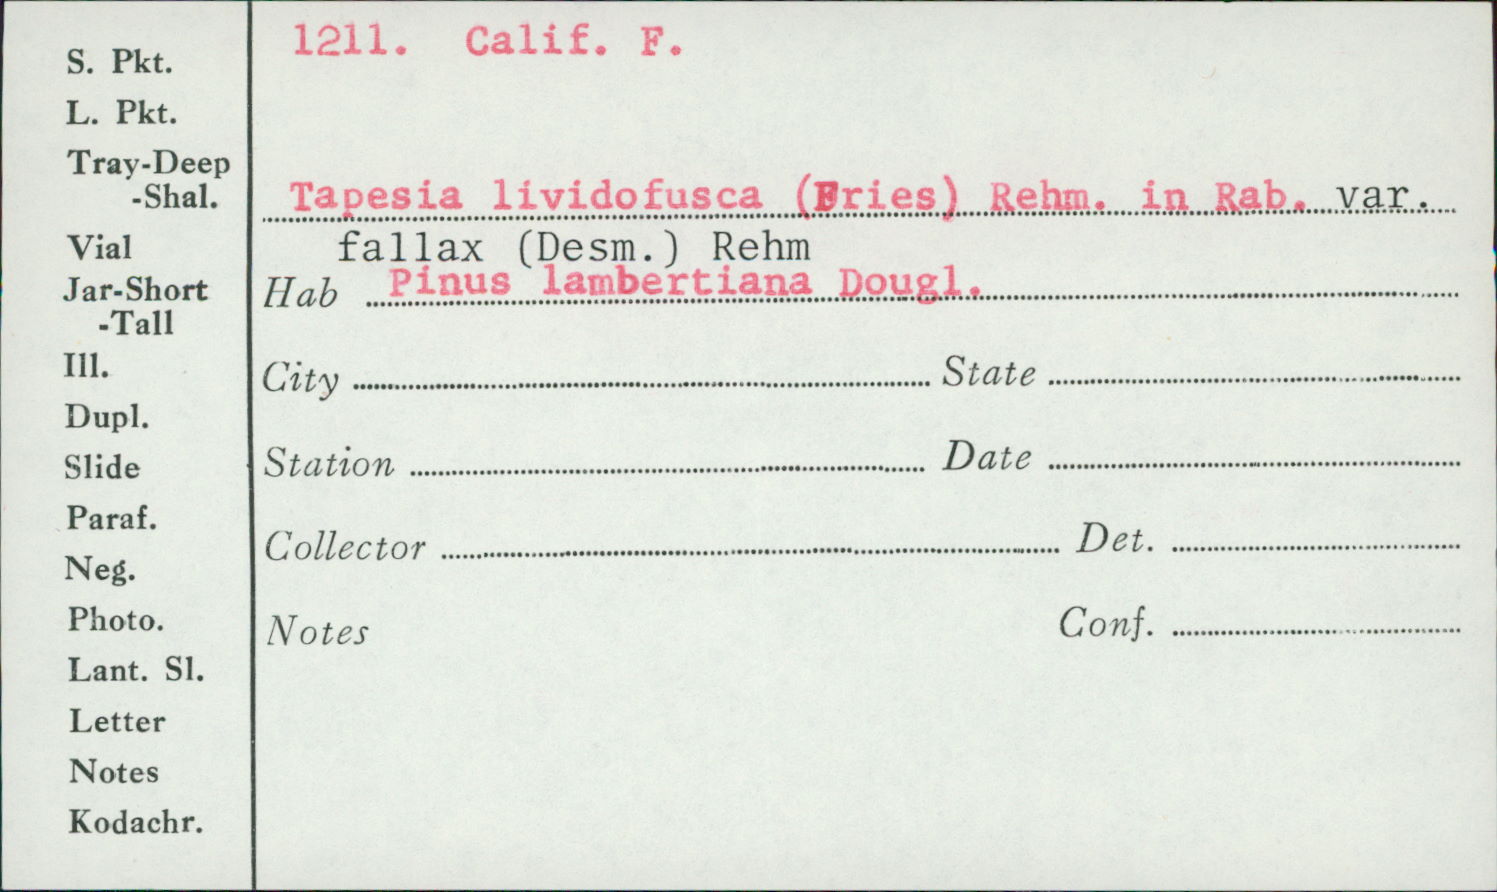 S. Pkt.
L. Pkt.
Tray-Deep
-Shal.
Vial
Jar-Short
-Tall
Ill.
Dupl.
Slide
Paraf.
Neg.
Photo.
Lant. Sl.
Letter
Notes
Kodachr.
1211. Calif. F.
Tapesia lividofusca (Fries) Rehm. in Rab. var.
fallax (Desm.) Rehm
Hab Pinus lambertiana Dougl.
City State
Station Date
Collector Det.
Notes Conf.